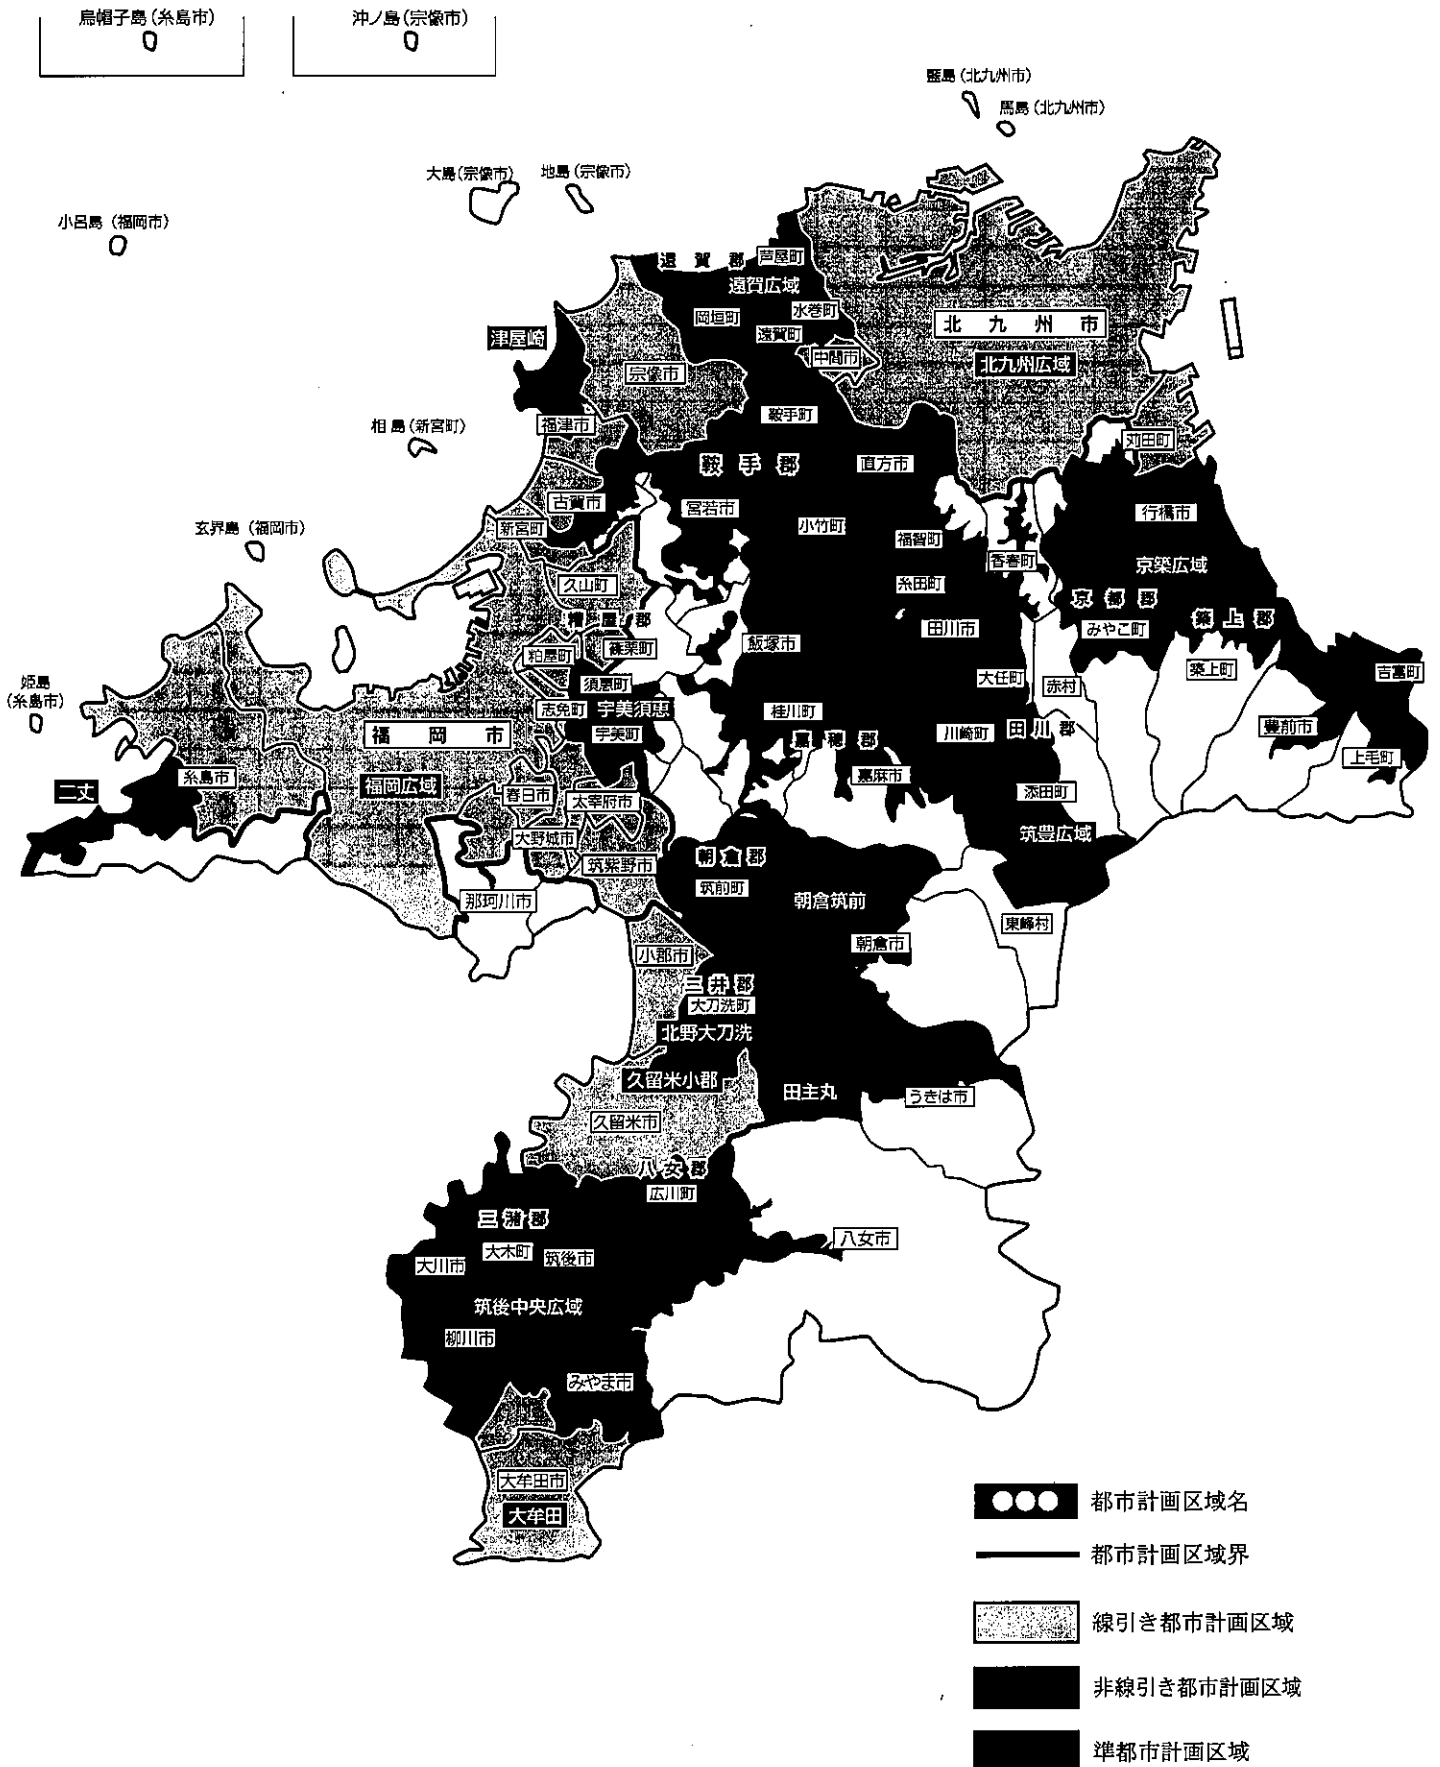 烏帽子島(糸島市)
沖ノ島(宗像市)
藍島(北九州市)
馬島(北九州市)
大島(宗像市)
地島(宗像市)
小呂島(福岡市)
遠賀郡
芦屋町
遠賀広域
岡垣町
水巻町
遠賀町
中間市
北九州市
北九州広域
津屋崎
宗像市
鞍手町
福津市
相島(新宮町)
苅田町
鞍手郡
直方市
古賀市
宮若市
行橋市
新宮町
小竹町
玄界島(福岡市)
福智町
香春町
京築広域
久山町
糸田町
京都郡
糟屋郡
築上郡
田川市
みやこ町
篠栗町
飯塚市
粕屋町
築上町
吉富町
姫島
(糸島市)
須恵町
大任町
赤村
志免町
宇美須恵
桂川町
豊前市
福岡市
宇美町
嘉穂郡
川崎町
田川郡
上毛町
糸島市
嘉麻市
二丈
福岡広域
春日市
太宰府市
添田町
大野城市
筑豊広域
筑紫野市
朝倉郡
筑前町
那珂川市
朝倉筑前
東峰村
朝倉市
小郡市
三井郡
大刀洗町
北野大刀洗
久留米小郡
田主丸
うきは市
久留米市
八女郡
広川町
三潴郡
八女市
大木町
筑後市
大川市
筑後中央広域
柳川市
みやま市
大牟田市
大牟田
都市計画区域名
都市計画区域界
線引き都市計画区域
非線引き都市計画区域
準都市計画区域